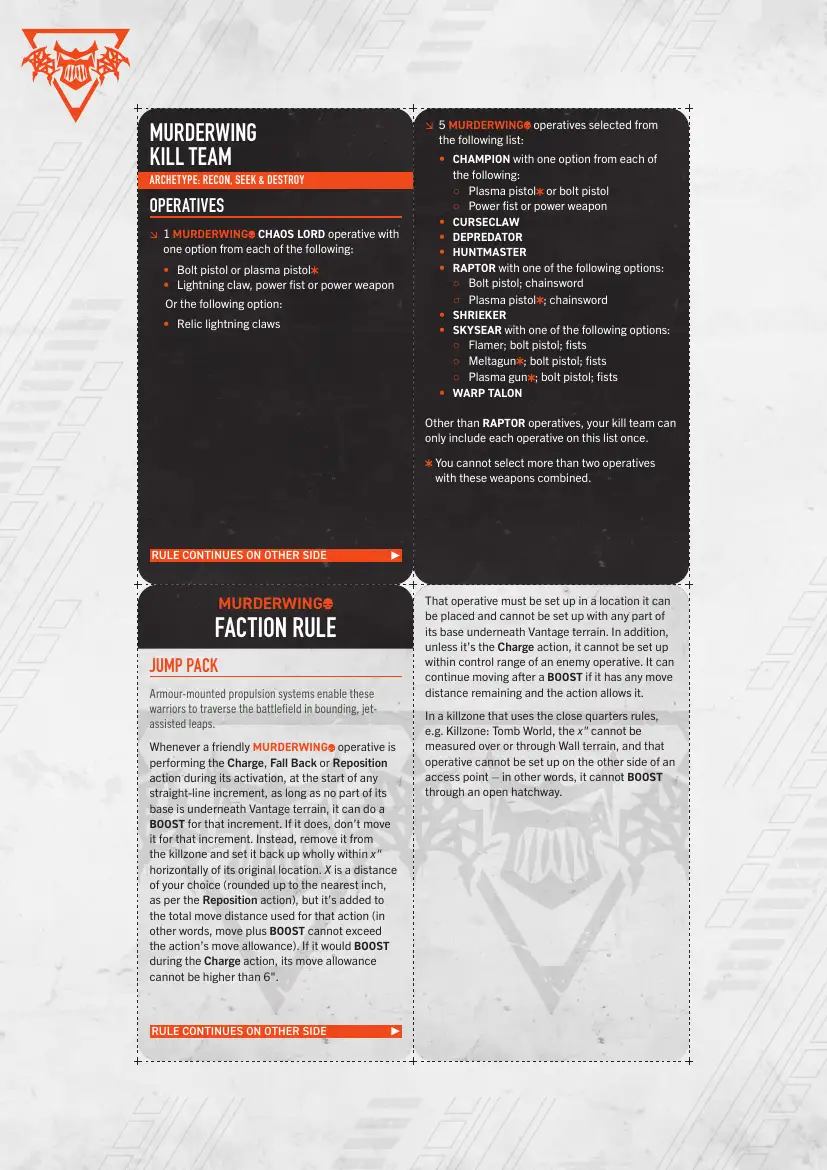 MURDERWING
KILL TEAM
ARCHETYPE: RECON, SEEK & DESTROY
OPERATIVES
↘ 1 MURDERWING CHAOS LORD operative with
one option from each of the following:
• Bolt pistol or plasma pistol*
• Lightning claw, power fist or power weapon
Or the following option:
• Relic lightning claws
RULE CONTINUES ON OTHER SIDE ►
↘ 5 MURDERWING operatives selected from
the following list:
• CHAMPION with one option from each of
the following:
○ Plasma pistol* or bolt pistol
○ Power fist or power weapon
• CURSECLAW
• DEPREDATOR
• HUNTMASTER
• RAPTOR with one of the following options:
○ Bolt pistol; chainsword
○ Plasma pistol*; chainsword
• SHRIEKER
• SKYSEAR with one of the following options:
○ Flamer; bolt pistol; fists
○ Meltagun*; bolt pistol; fists
○ Plasma gun*; bolt pistol; fists
• WARP TALON
Other than RAPTOR operatives, your kill team can
only include each operative on this list once.
* You cannot select more than two operatives
with these weapons combined.
MURDERWING
FACTION RULE
JUMP PACK
Armour-mounted propulsion systems enable these
warriors to traverse the battlefield in bounding, jet-
assisted leaps.
Whenever a friendly MURDERWING operative is
performing the Charge, Fall Back or Reposition
action during its activation, at the start of any
straight-line increment, as long as no part of its
base is underneath Vantage terrain, it can do a
BOOST for that increment. If it does, don't move
it for that increment. Instead, remove it from
the killzone and set it back up wholly within x"
horizontally of its original location. X is a distance
of your choice (rounded up to the nearest inch,
as per the Reposition action), but it's added to
the total move distance used for that action (in
other words, move plus BOOST cannot exceed
the action's move allowance). If it would BOOST
during the Charge action, its move allowance
cannot be higher than 6".
RULE CONTINUES ON OTHER SIDE ►
That operative must be set up in a location it can
be placed and cannot be set up with any part of
its base underneath Vantage terrain. In addition,
unless it's the Charge action, it cannot be set up
within control range of an enemy operative. It can
continue moving after a BOOST if it has any move
distance remaining and the action allows it.
In a killzone that uses the close quarters rules,
e.g. Killzone: Tomb World, the x" cannot be
measured over or through Wall terrain, and that
operative cannot be set up on the other side of an
access point – in other words, it cannot BOOST
through an open hatchway.